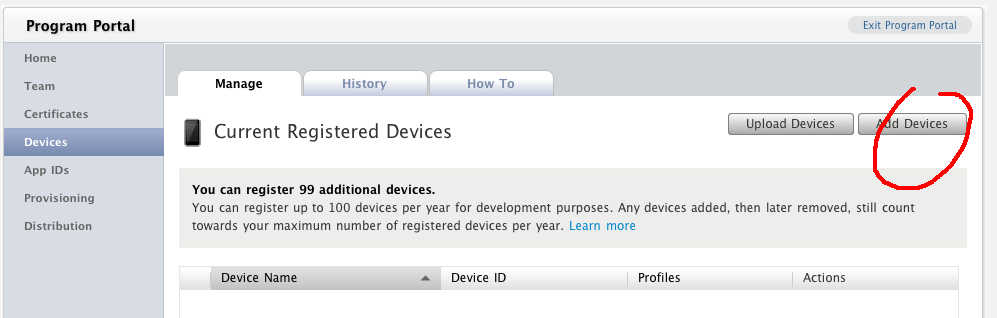 Program Portal
Exit Program Portal
Home
Team
Certificates
Devices
App IDs
Provisioning
Distribution
Manage
History
How To
Current Registered Devices
Upload Devices
Add Devices
You can register 99 additional devices.
You can register up to 100 devices per year for development purposes. Any devices added, then later removed, still count
towards your maximum number of registered devices per year. Learn more
Device Name
Device ID
Profiles
Actions